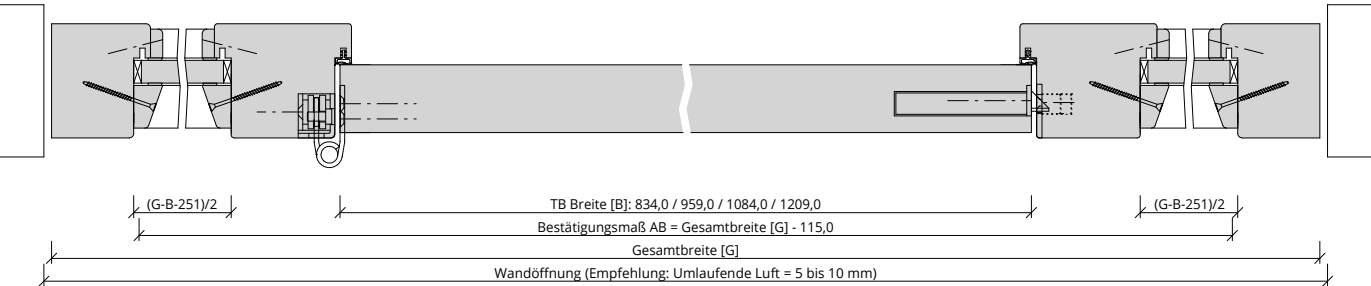 (G-B-251)/2 TB Breite [B]: 834,0 / 959,0 / 1084,0 / 1209,0 (G-B-251)/2
Bestätigungsmaß AB = Gesamtbreite [G] - 115,0
Gesamtbreite [G]
Wandöffnung (Empfehlung: Umlaufende Luft = 5 bis 10 mm)